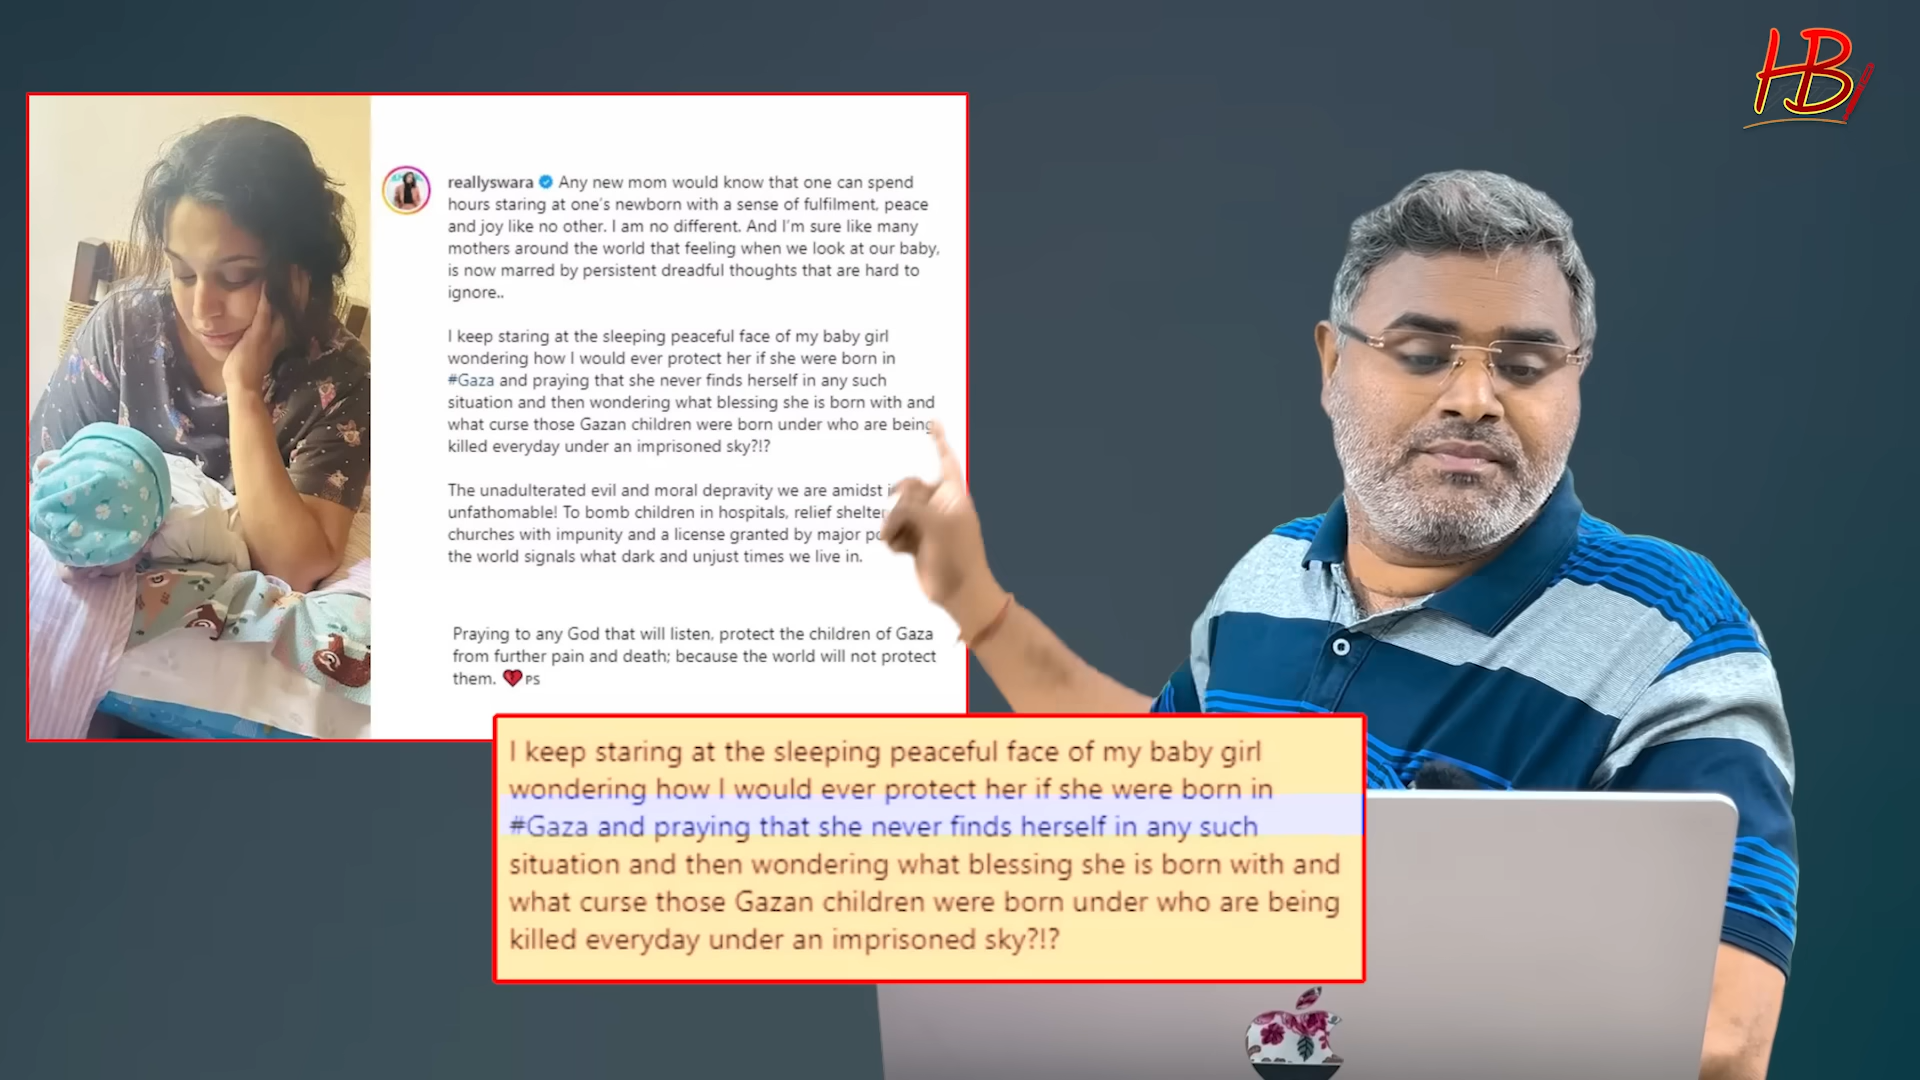 HB
reallyswara Any new mom would know that one can spend
hours staring at one's newborn with a sense of fulfilment, peace
and joy like no other. I am no different. And I'm sure like many
mothers around the world that feeling when we look at our baby,
is now marred by persistent dreadful thoughts that are hard to
ignore..
I keep staring at the sleeping peaceful face of my baby girl
wondering how I would ever protect her if she were born in
#Gaza and praying that she never finds herself in any such
situation and then wondering what blessing she is born with and
what curse those Gazan children were born under who are being
killed everyday under an imprisoned sky?!?
The unadulterated evil and moral depravity we are amidst
unfathomable! To bomb children in hospitals, relief
churches with impunity and a license granted by major
the world signals what dark and unjust times we live in.
Praying to any God that will listen, protect the children of Gaza
from further pain and death; because the world will not protect
them. 💔PS
I keep staring at the sleeping peaceful face of my baby girl
wondering how I would ever protect her if she were born in
#Gaza and praying that she never finds herself in any such
situation and then wondering what blessing she is born with and
what curse those Gazan children were born under who are being
killed everyday under an imprisoned sky?!?